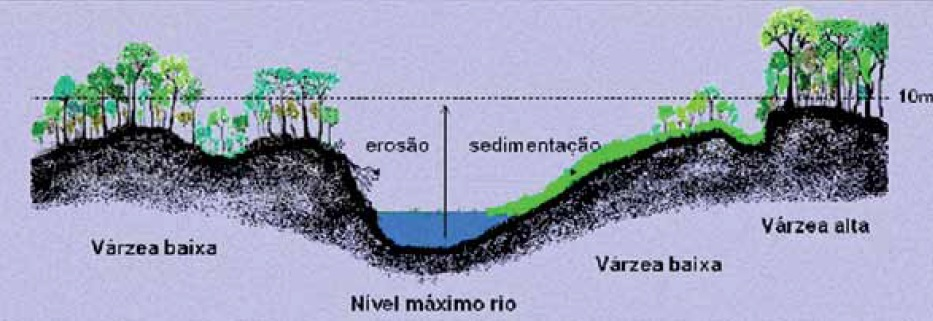 10m
erosão
sedimentação
Várzea alta
Várzea baixa
Várzea baixa
Nível máximo rio